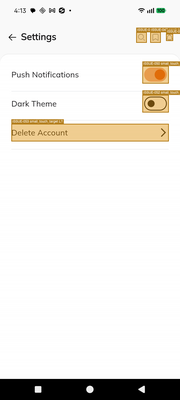 4:13
Settings
Push Notifications
Dark Theme
Delete Account